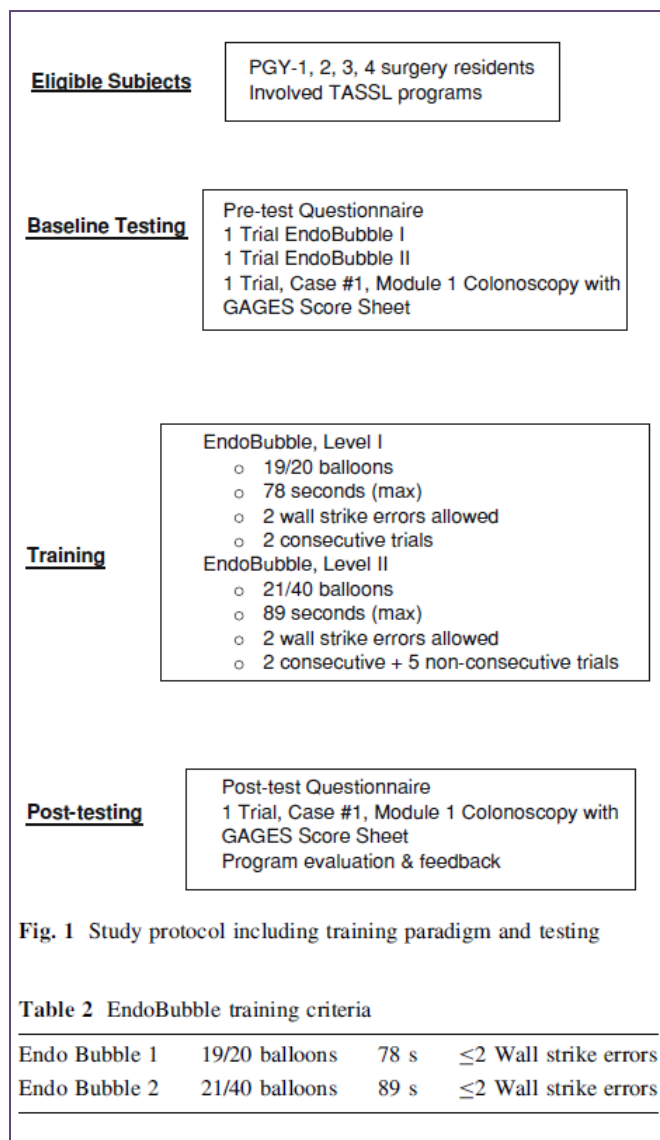 Eligible Subjects
PGY-1, 2, 3, 4 surgery residents
Involved TASSL programs
Baseline Testing
Pre-test Questionnaire
1 Trial EndoBubble I
1 Trial EndoBubble II
1 Trial, Case #1, Module 1 Colonoscopy with
GAGES Score Sheet
Training
EndoBubble, Level I
o 19/20 balloons
o 78 seconds (max)
o 2 wall strike errors allowed
o 2 consecutive trials
EndoBubble, Level II
o 21/40 balloons
o 89 seconds (max)
o 2 wall strike errors allowed
o 2 consecutive + 5 non-consecutive trials
Post-testing
Post-test Questionnaire
1 Trial, Case #1, Module 1 Colonoscopy with
GAGES Score Sheet
Program evaluation & feedback
Fig. 1 Study protocol including training paradigm and testing
Table 2 EndoBubble training criteria
Endo Bubble 1 19/20 balloons 78 s ≤2 Wall strike errors
Endo Bubble 2 21/40 balloons 89 s ≤2 Wall strike errors